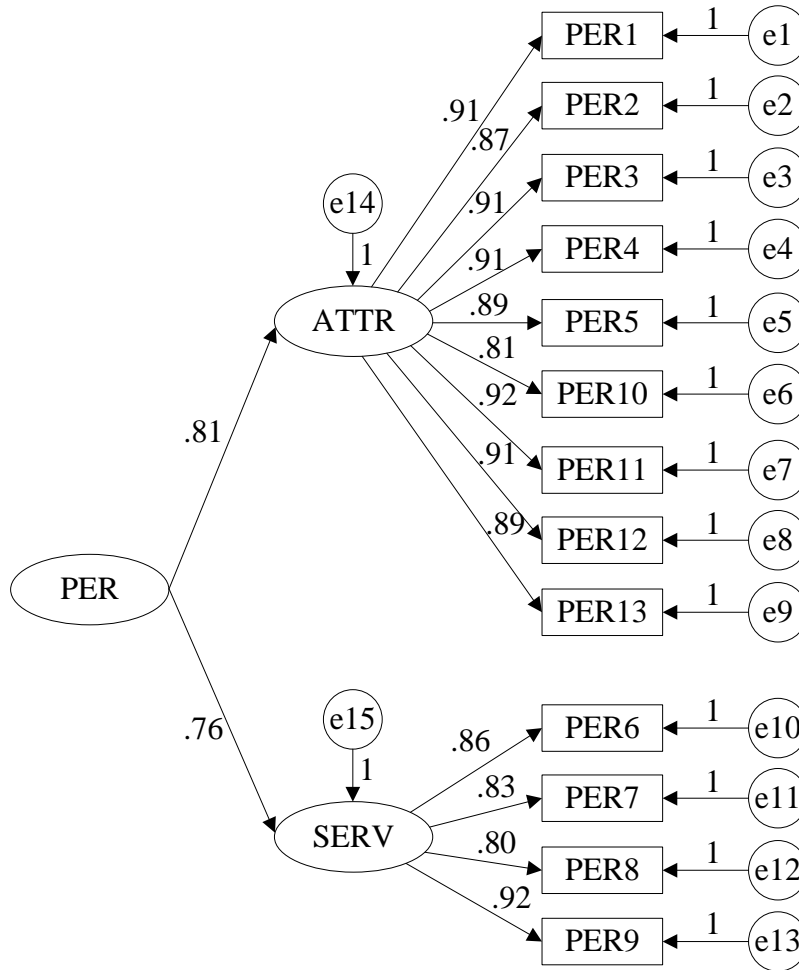 PER1
1
e1
.91
PER2
1
e2
.87
PER3
1
e3
.91
e14
1
PER4
1
e4
.91
ATTR
.89
PER5
1
e5
.81
PER10
1
e6
.92
.81
PER11
1
e7
.91
PER12
1
e8
.89
PER
PER13
1
e9
e15
1
.76
.86
PER6
1
e10
.83
PER7
1
e11
SERV
.80
PER8
1
e12
.92
PER9
1
e13